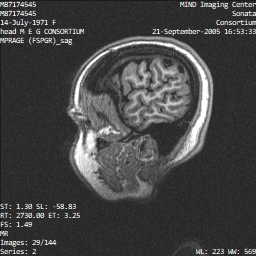 M87174545
M87174545
14-July-1971 F
head M E G CONSORTIUM
MPRAGE (FSPGR)_sag
MIND Imaging Center
Sonata
Consortium
21-September-2005 16:53:33
ST: 1.30 SL: -58.83
RT: 2730.00 ET: 3.25
FS: 1.49
MR
Images: 29/144
Series: 2
WL: 223 WW: 569